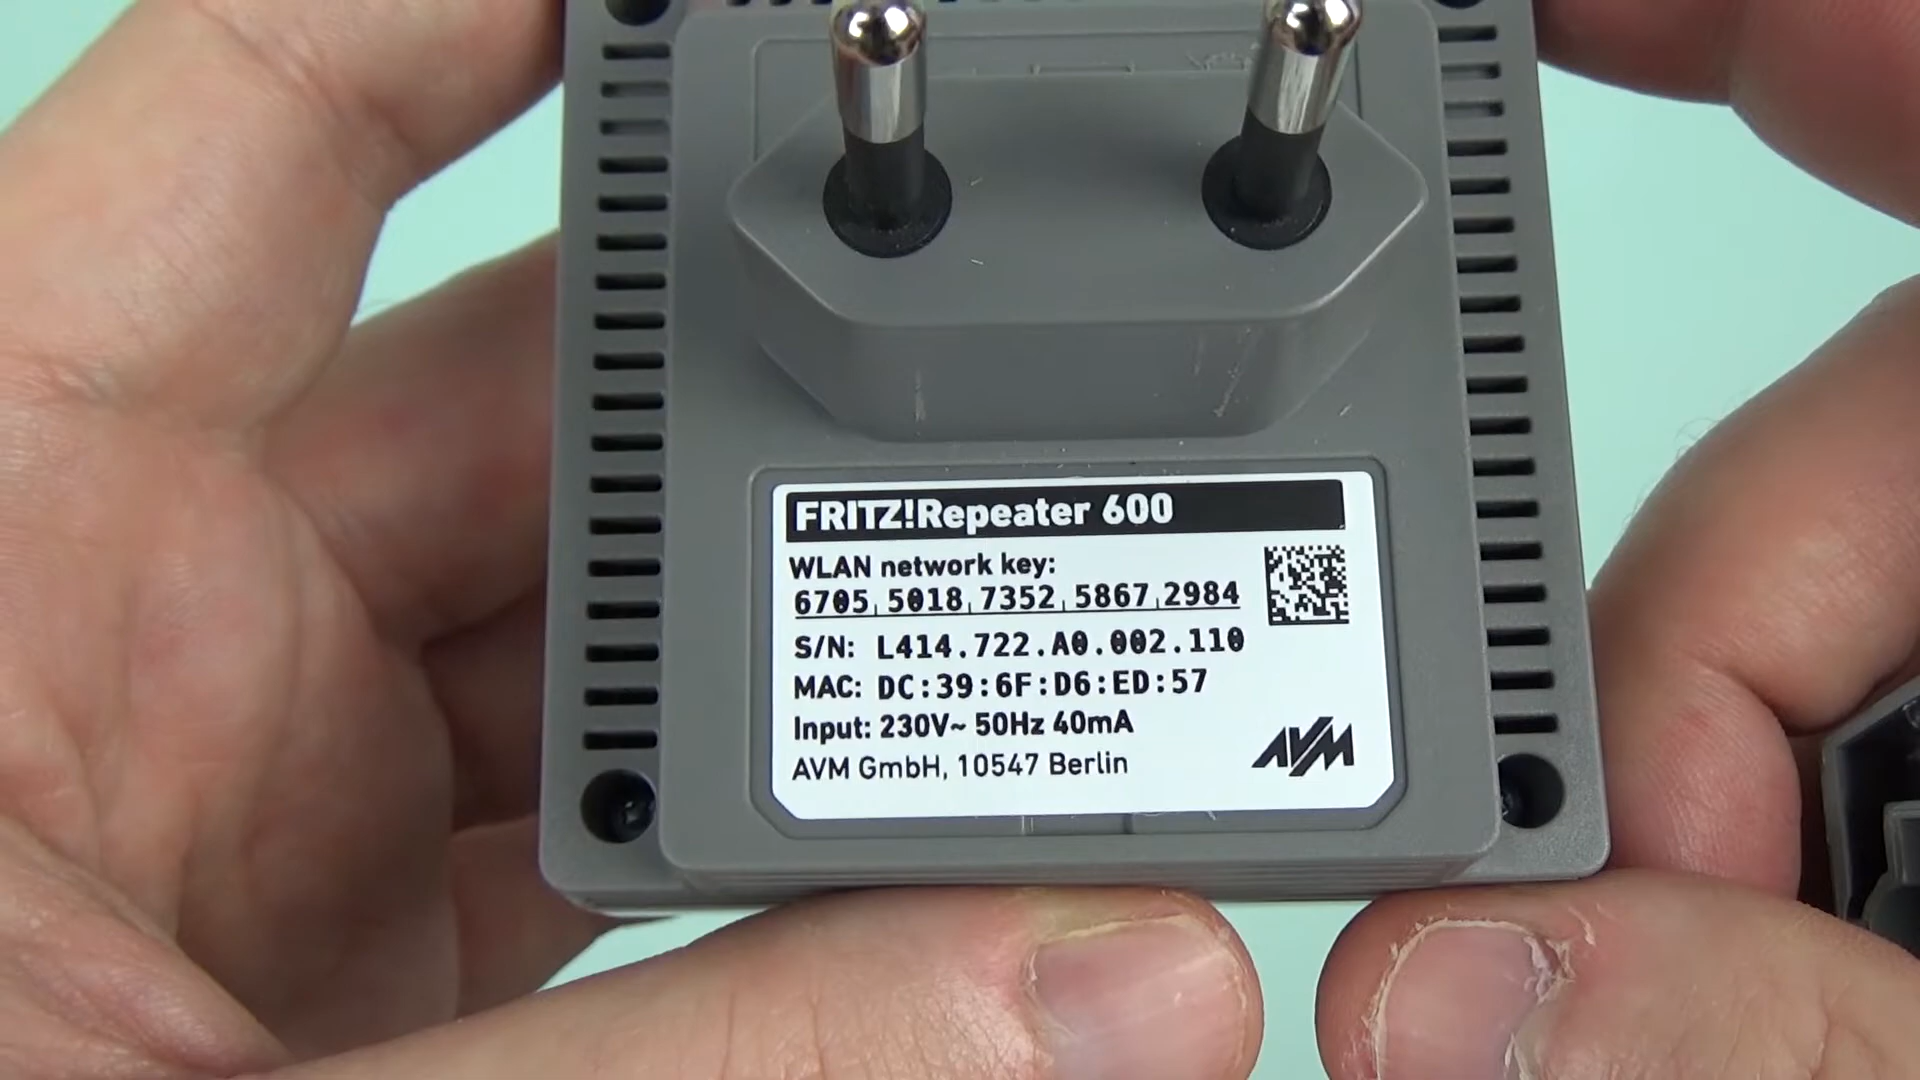 FRITZ!Repeater 600
WLAN network key:
6705 5018 7352 5867 2984
S/N: L414.722.A0.002.110
MAC: DC:39:6F:D6:ED:57
Input: 230V~ 50Hz 40mA
AVM GmbH, 10547 Berlin
AVM